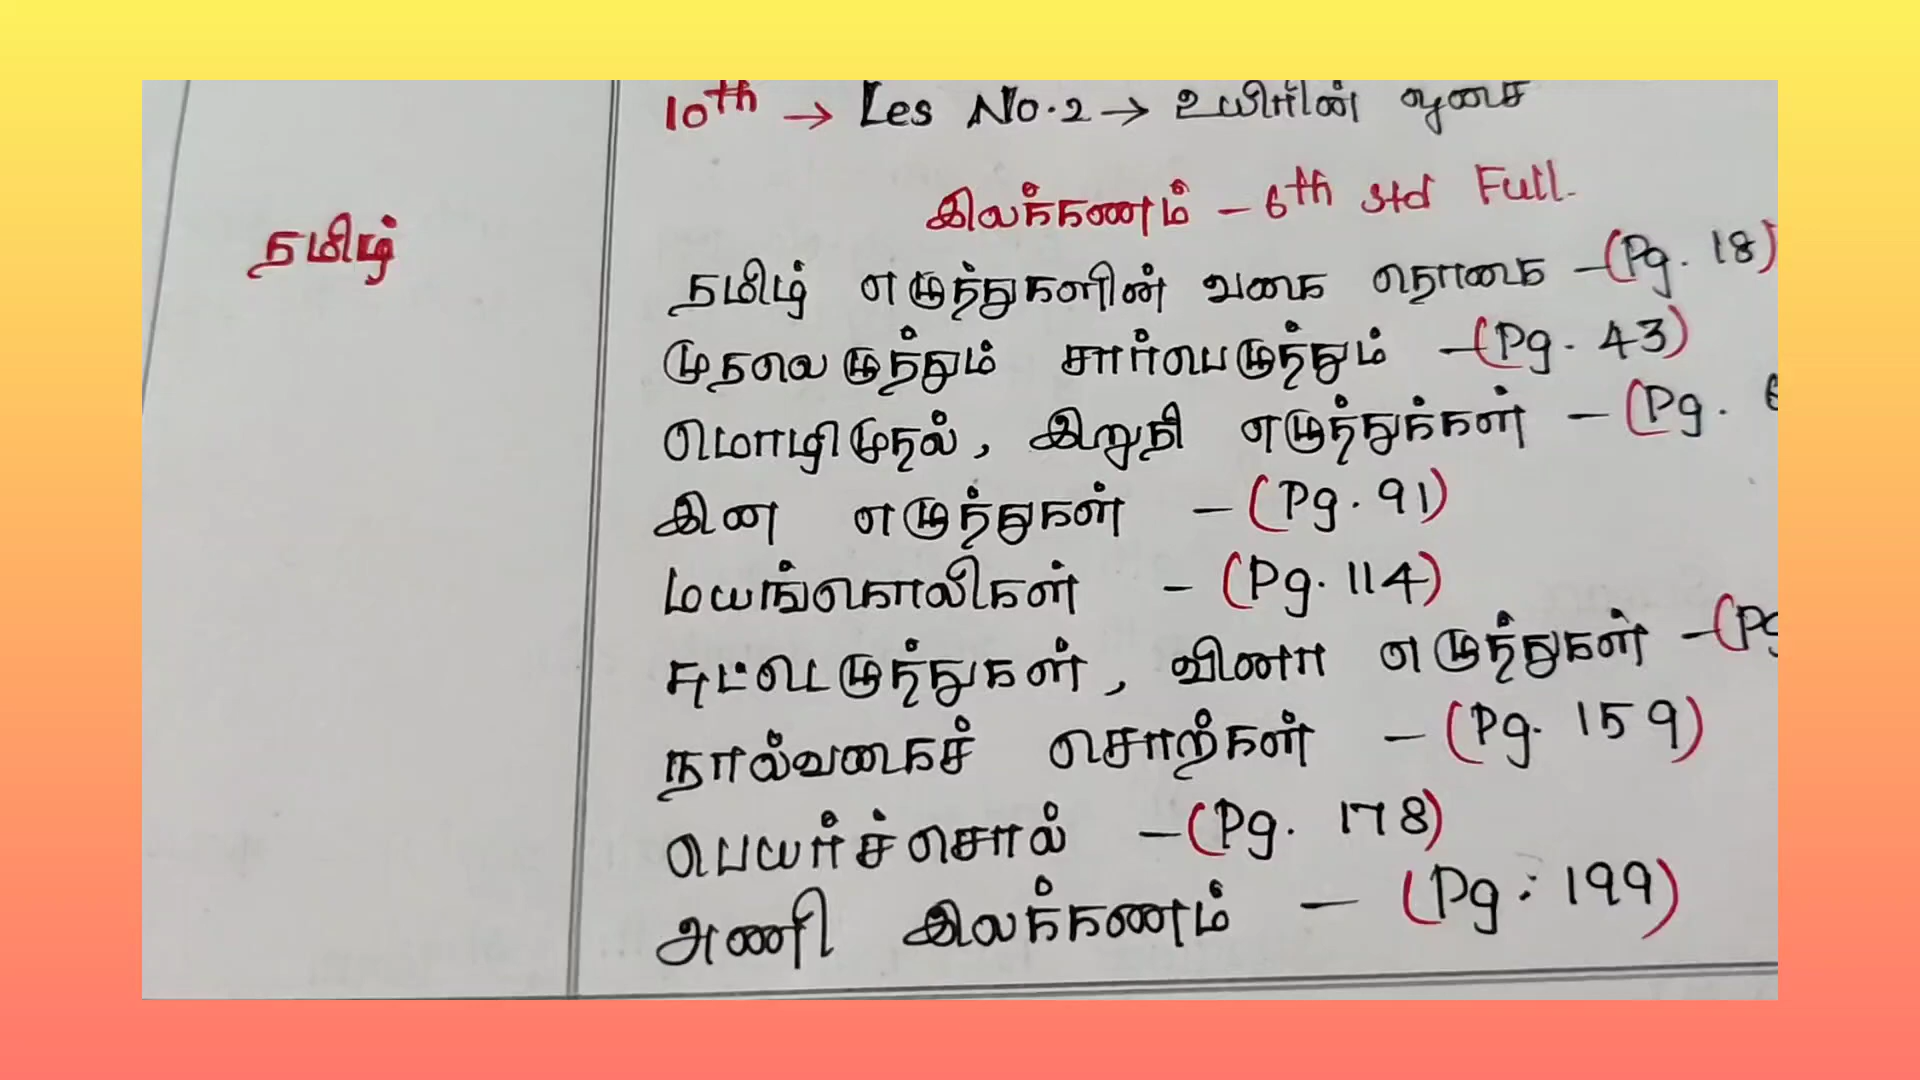 10th → Les No.2 → உயிரின் ஓசை
தமிழ்
இலக்கணம் - 6th std Full.
தமிழ் எழுத்துகளின் வகை தொகை - (Pg. 18)
முதலெழுத்தும் சார்பெழுத்தும் - (Pg. 43)
மொழிமுதல், இறுதி எழுத்துக்கள் - (Pg.
இன எழுத்துகள் - (Pg. 91)
மயங்கொலிகள் - (Pg. 114)
சுட்டெழுத்துகள், வினா எழுத்துகள் - (Pg
நால்வகைச் சொற்கள் - (Pg. 159)
பெயர்ச்சொல் - (Pg. 178)
அணி இலக்கணம் - (Pg. 199)